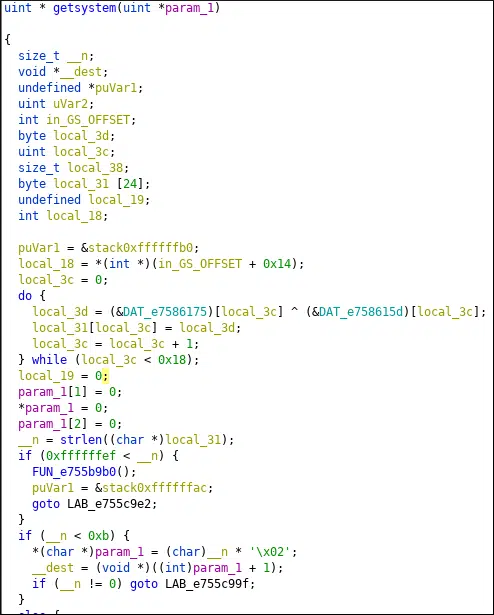 uint * getsystem(uint *param_1)
{
size_t __n;
void *__dest;
undefined *puVar1;
uint uVar2;
int in_GS_OFFSET;
byte local_3d;
uint local_3c;
size_t local_38;
byte local_31 [24];
undefined local_19;
int local_18;
puVar1 = &stack0xffffffb0;
local_18 = *(int *)(in_GS_OFFSET + 0x14);
local_3c = 0;
do {
local_3d = (&DAT_e7586175)[local_3c] ^ (&DAT_e758615d)[local_3c];
local_31[local_3c] = local_3d;
local_3c = local_3c + 1;
} while (local_3c < 0x18);
local_19 = 0;
param_1[1] = 0;
*param_1 = 0;
param_1[2] = 0;
__n = strlen((char *)local_31);
if (0xffffffef < __n) {
FUN_e755b9b0();
puVar1 = &stack0xffffffac;
goto LAB_e755c9e2;
}
if (__n < 0xb) {
*(char *)param_1 = (char)__n * '\x02';
__dest = (void *)((int)param_1 + 1);
if (__n != 0) goto LAB_e755c99f;
}
else {